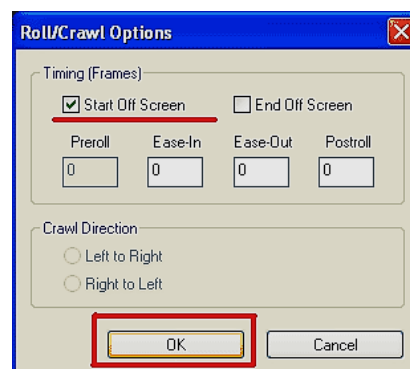 Roll/Crawl Options
Timing (Frames)
Start Off Screen End Off Screen
Preroll Ease-In Ease-Out Postroll
0 0 0 0
Crawl Direction
Left to Right
Right to Left
OK Cancel